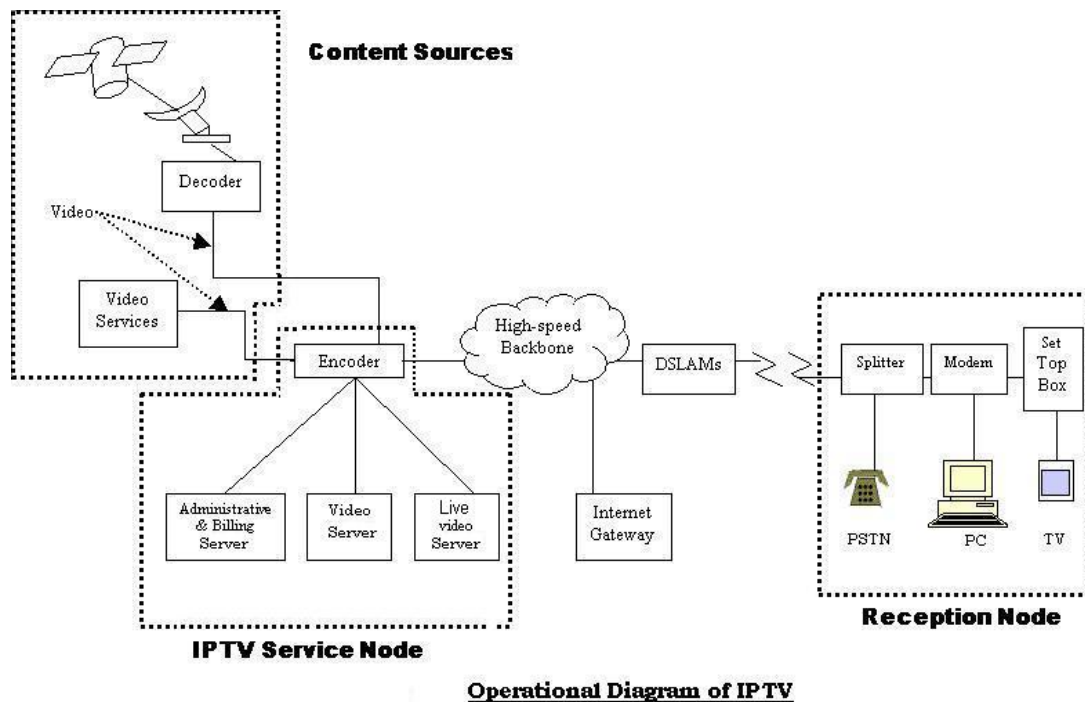 Content Sources
Decoder
Video
Video
Services
Encoder
High-speed
Backbone
DSLAMs
Splitter
Modem
Set
Top
Box
Administrative
& Billing
Server
Video
Server
Live
video
Server
Internet
Gateway
PSTN
PC
TV
Reception Node
IPTV Service Node
Operational Diagram of IPTV